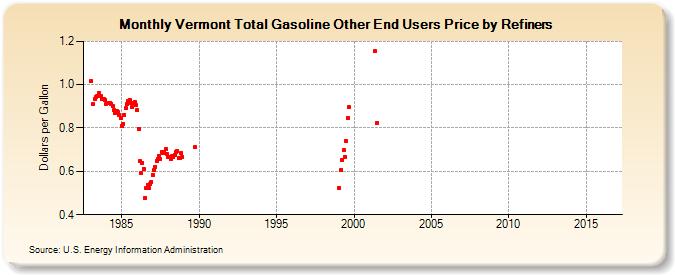 Monthly Vermont Total Gasoline Other End Users Price by Refiners
Dollars per Gallon
1.2
1.0
0.8
0.6
0.4
1985 1990 1995 2000 2005 2010 2015
Source: U.S. Energy Information Administration